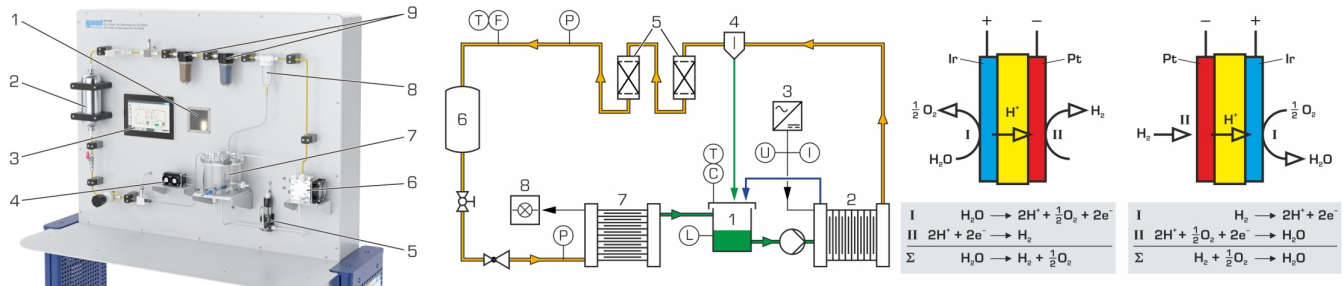 gunt
1
2
3
4
9
8
7
6
5
T F
P
4
5
3
U I
T
C
6
8
7
1
2
L
P
+ −
Ir Pt
½ O₂
H⁺
H₂
I II
H₂O
− +
Pt Ir
II
½ O₂
H₂
H⁺
I
H₂O
I H₂O → 2H⁺ + ½O₂ + 2e⁻
II 2H⁺ + 2e⁻ → H₂
Σ H₂O → H₂ + ½O₂
I H₂ → 2H⁺ + 2e⁻
II 2H⁺ + ½O₂ + 2e⁻ → H₂O
Σ H₂ + ½O₂ → H₂O